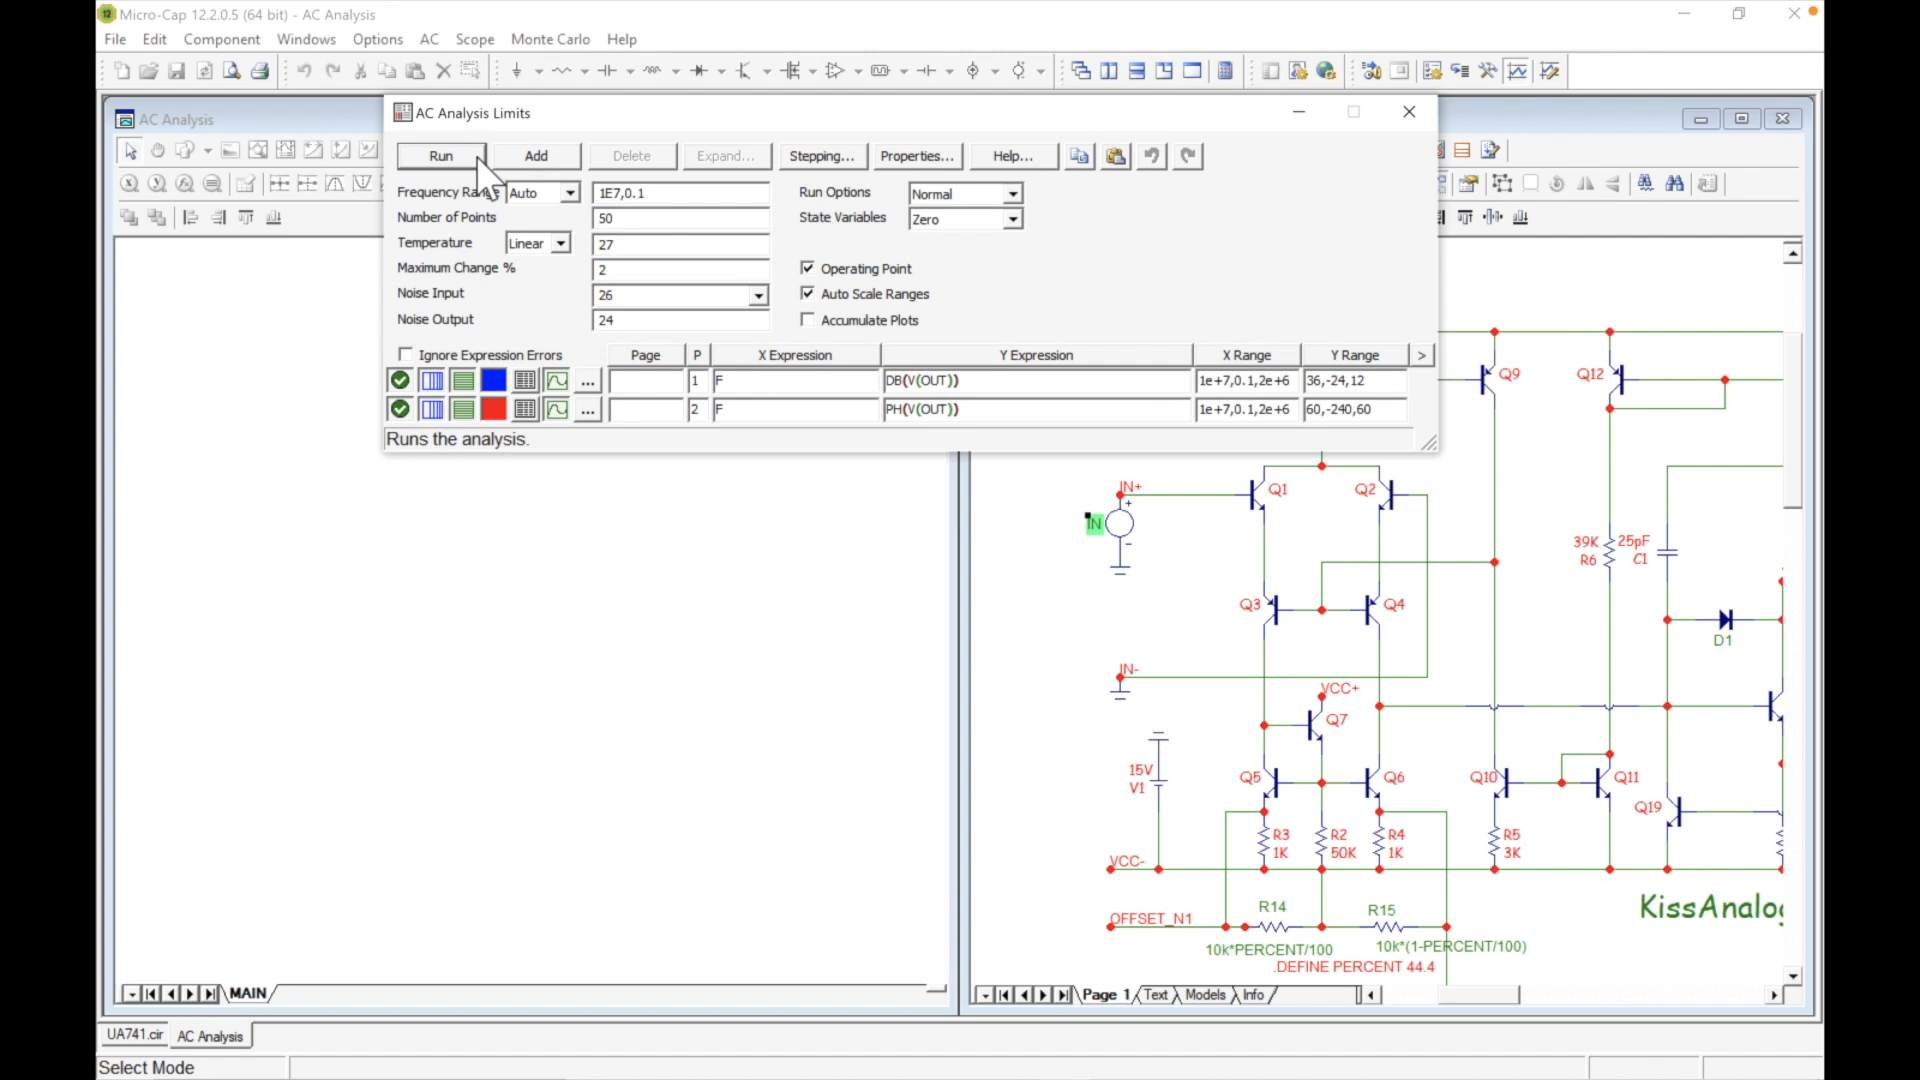 Micro-Cap 12.2.0.5 (64 bit) - AC Analysis
File Edit Component Windows Options AC Scope Monte Carlo Help
AC Analysis
AC Analysis Limits
Run Add Delete Expand... Stepping... Properties... Help...
Frequency Range Auto 1E7,0.1 Run Options Normal
Number of Points 50 State Variables Zero
Temperature Linear 27
Maximum Change % 2 Operating Point
Noise Input 26 Auto Scale Ranges
Noise Output 24 Accumulate Plots
Ignore Expression Errors Page P X Expression Y Expression X Range Y Range >
... 1 F DB(V(OUT)) 1e+7,0.1,2e+6 36,-24,12
... 2 F PH(V(OUT)) 1e+7,0.1,2e+6 60,-240,60
Runs the analysis.
Q9 Q12
IN+ Q1 Q2
IN
39K R6 25pF C1
Q3 Q4
D1
IN-
VCC+
Q7
15V V1
Q5 Q6 Q10 Q11
Q19
R3 1K R2 50K R4 1K R5 3K
VCC-
KissAnalog
OFFSET_N1 R14 R15
10k*PERCENT/100 10k*(1-PERCENT/100)
.DEFINE PERCENT 44.4
MAIN
Page 1 Text Models Info
UA741.cir AC Analysis
Select Mode